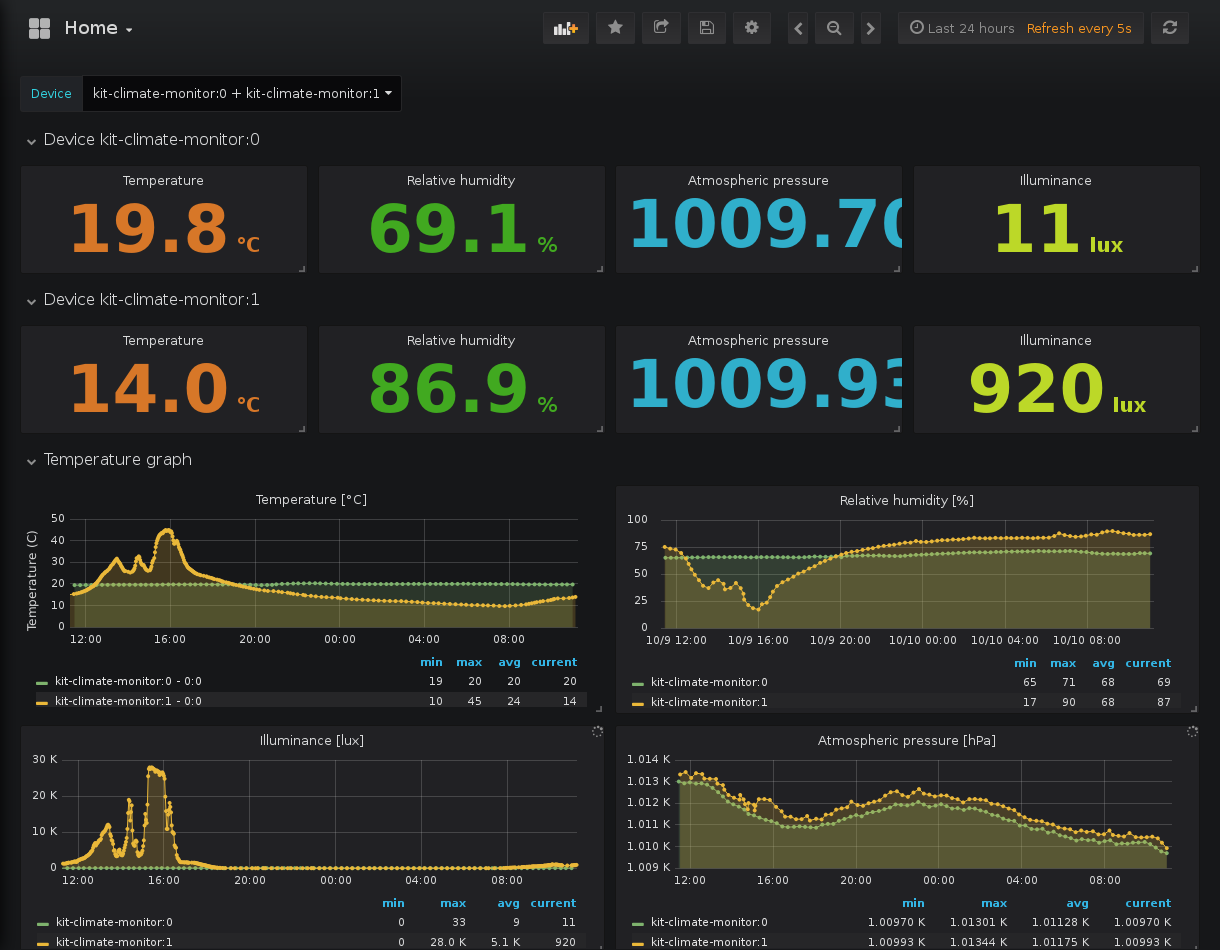 Home
Last 24 hours Refresh every 5s
Device kit-climate-monitor:0 + kit-climate-monitor:1
Device kit-climate-monitor:0
Temperature Relative humidity Atmospheric pressure Illuminance
19.8 °C 69.1 % 1009.70 11 lux
Device kit-climate-monitor:1
Temperature Relative humidity Atmospheric pressure Illuminance
14.0 °C 86.9 % 1009.93 920 lux
Temperature graph
Temperature [°C]
Temperature (C)
50
40
30
20
10
0
12:00 16:00 20:00 00:00 04:00 08:00
min max avg current
kit-climate-monitor:0 - 0:0 19 20 20 20
kit-climate-monitor:1 - 0:0 10 45 24 14
Relative humidity [%]
100
75
50
25
0
10/9 12:00 10/9 16:00 10/9 20:00 10/10 00:00 10/10 04:00 10/10 08:00
min max avg current
kit-climate-monitor:0 65 71 68 69
kit-climate-monitor:1 17 90 68 87
Illuminance [lux]
30 K
20 K
10 K
0
12:00 16:00 20:00 00:00 04:00 08:00
min max avg current
kit-climate-monitor:0 0 33 9 11
kit-climate-monitor:1 0 28.0 K 5.1 K 920
Atmospheric pressure [hPa]
1.014 K
1.013 K
1.012 K
1.011 K
1.010 K
1.009 K
12:00 16:00 20:00 00:00 04:00 08:00
min max avg current
kit-climate-monitor:0 1.00970 K 1.01301 K 1.01128 K 1.00970 K
kit-climate-monitor:1 1.00993 K 1.01344 K 1.01175 K 1.00993 K